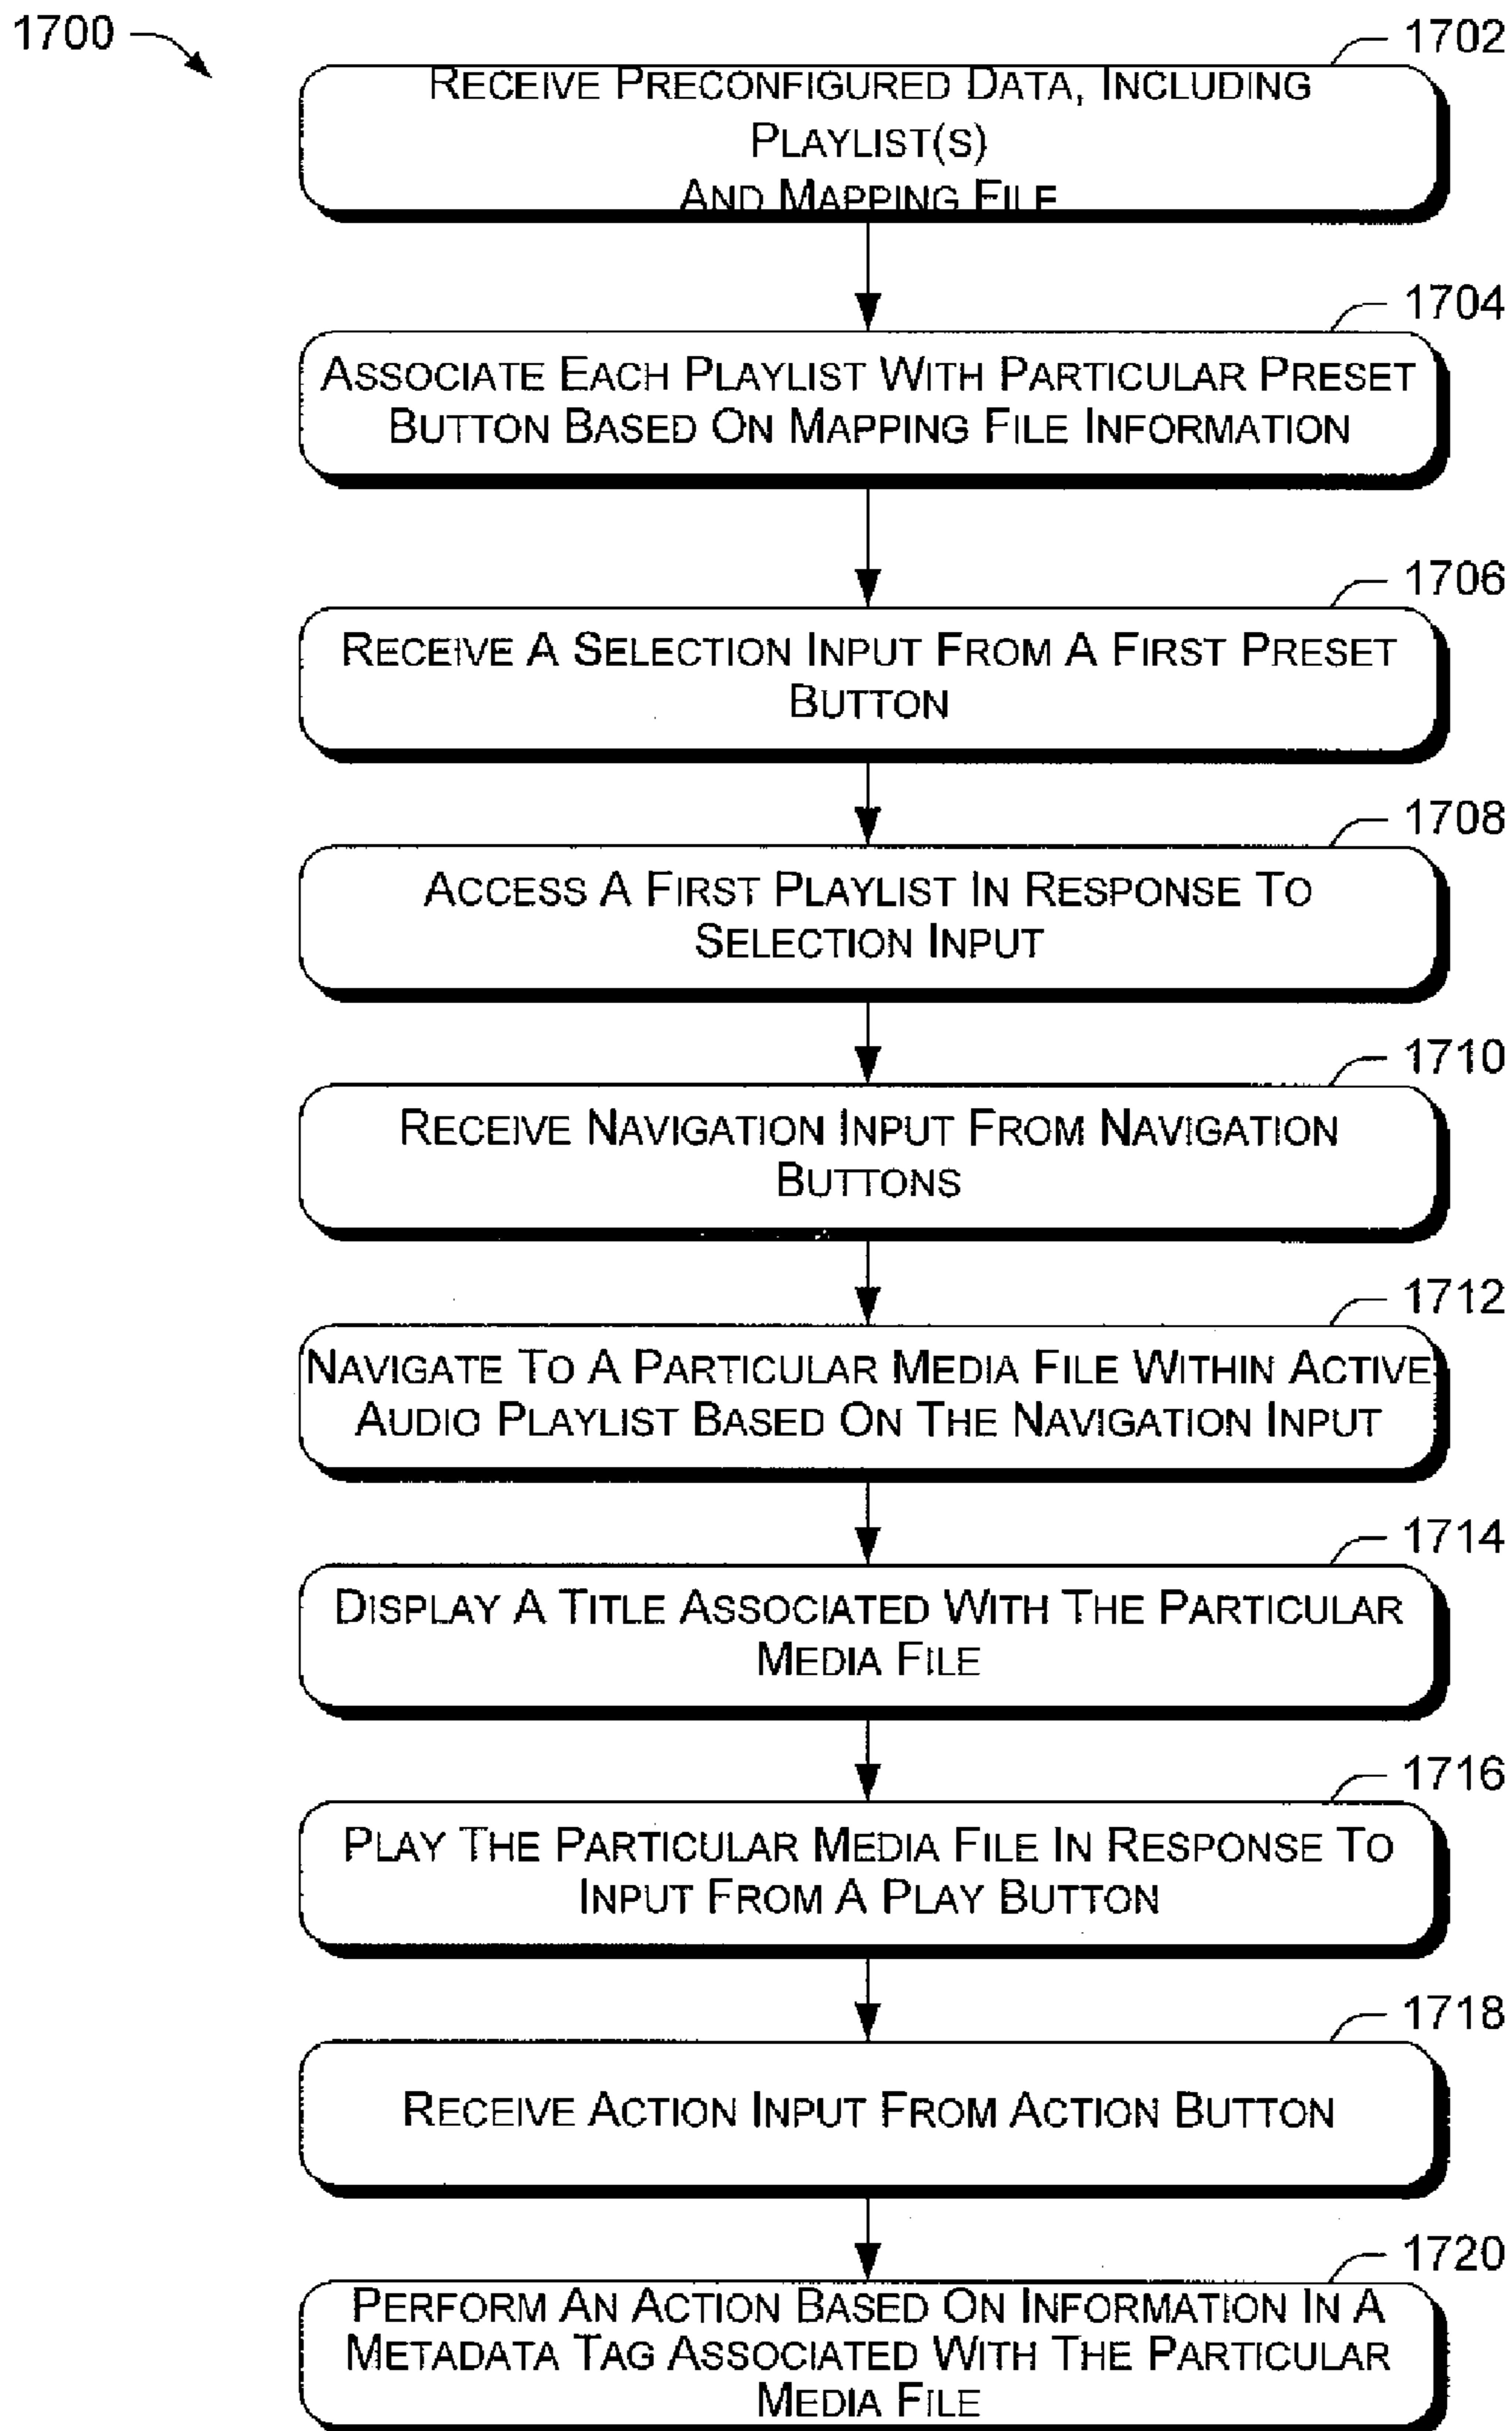 1700
1702
RECEIVE PRECONFIGURED DATA, INCLUDING
PLAYLIST(S)
AND MAPPING FILE
1704
ASSOCIATE EACH PLAYLIST WITH PARTICULAR PRESET
BUTTON BASED ON MAPPING FILE INFORMATION
1706
RECEIVE A SELECTION INPUT FROM A FIRST PRESET
BUTTON
1708
ACCESS A FIRST PLAYLIST IN RESPONSE TO
SELECTION INPUT
1710
RECEIVE NAVIGATION INPUT FROM NAVIGATION
BUTTONS
1712
NAVIGATE TO A PARTICULAR MEDIA FILE WITHIN ACTIVE
AUDIO PLAYLIST BASED ON THE NAVIGATION INPUT
1714
DISPLAY A TITLE ASSOCIATED WITH THE PARTICULAR
MEDIA FILE
1716
PLAY THE PARTICULAR MEDIA FILE IN RESPONSE TO
INPUT FROM A PLAY BUTTON
1718
RECEIVE ACTION INPUT FROM ACTION BUTTON
1720
PERFORM AN ACTION BASED ON INFORMATION IN A
METADATA TAG ASSOCIATED WITH THE PARTICULAR
MEDIA FILE